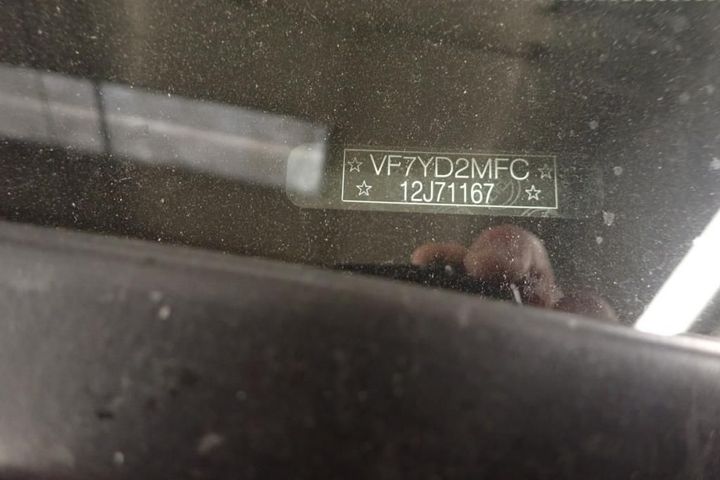 ☆ VF7YD2MFC ☆
☆ 12J71167 ☆